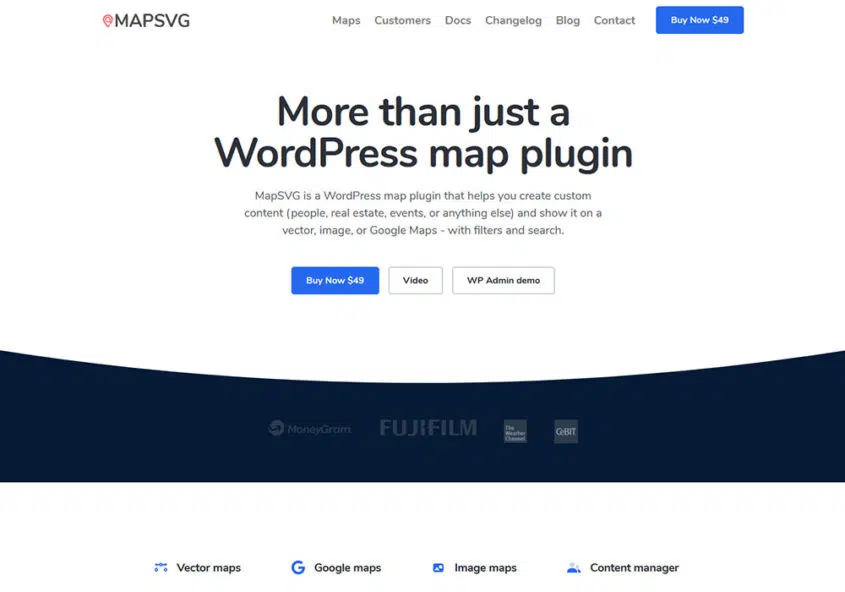 MAPSVG
Maps Customers Docs Changelog Blog Contact Buy Now $49
More than just a
WordPress map plugin
MapSVG is a WordPress map plugin that helps you create custom
content (people, real estate, events, or anything else) and show it on a
vector, image, or Google Maps - with filters and search.
Buy Now $49 Video WP Admin demo
MoneyGram. FUJIFILM The Weather Channel CeBIT
Vector maps Google maps Image maps Content manager